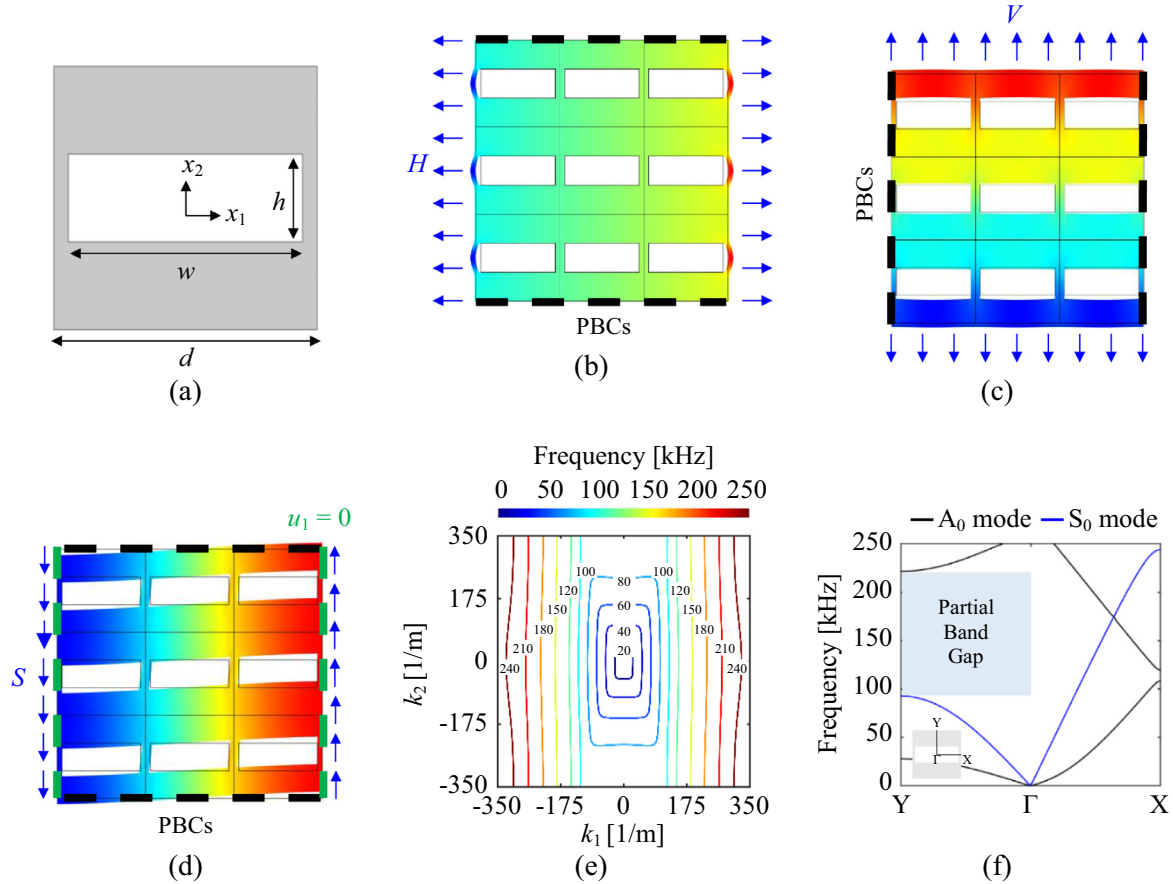 x2
x1
h
w
d
(a)
H
PBCs
(b)
V
PBCs
(c)
u1 = 0
S
PBCs
(d)
Frequency [kHz]
0 50 100 150 200 250
350
175
0
-175
-350
k2 [1/m]
100 100
80
120 120
150 150
60
180 180
40
210 210
20
240 240
-350 -175 0 175 350
k1 [1/m]
(e)
A0 mode S0 mode
250
200
150
100
50
0
Frequency [kHz]
Partial
Band
Gap
Y
Γ X
Y Γ X
(f)